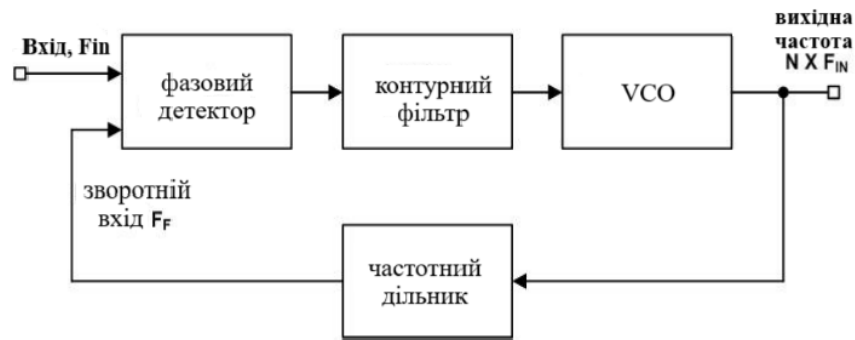 Вхід, Fin
фазовий
детектор
контурний
фільтр
VCO
вихідна
частота
N X FIN
зворотній
вхід FF
частотний
дільник